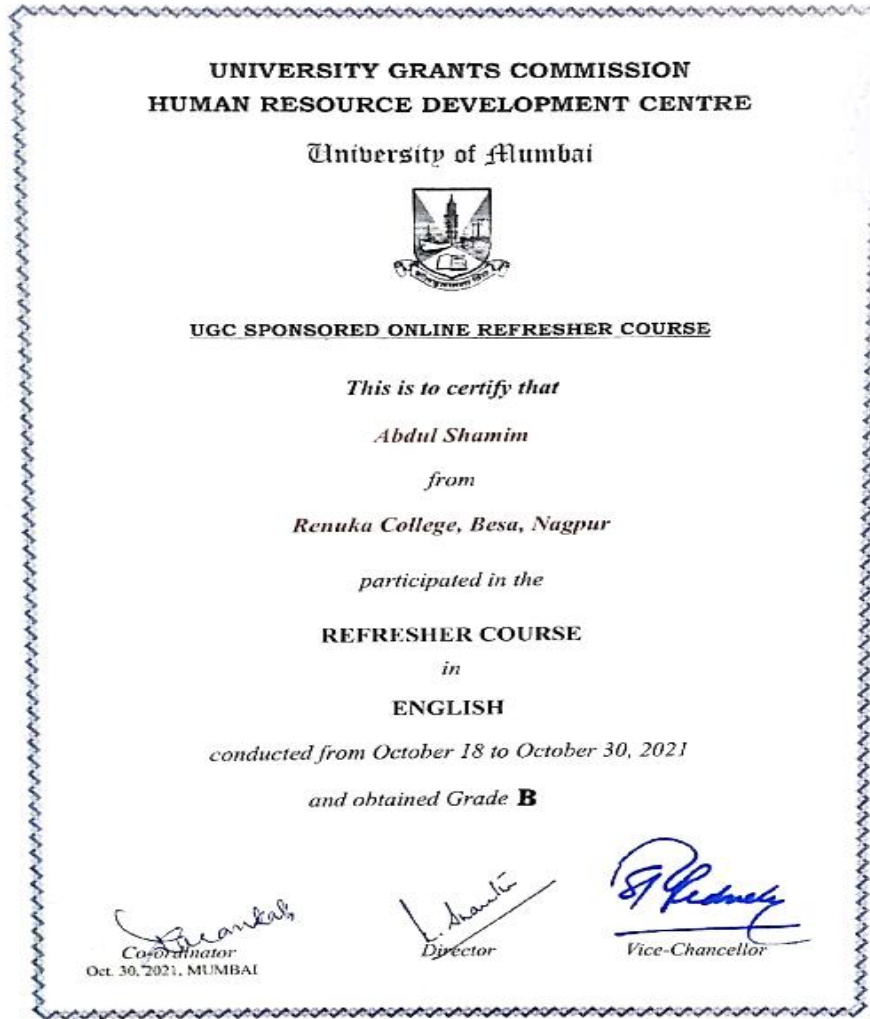 UNIVERSITY GRANTS COMMISSION
HUMAN RESOURCE DEVELOPMENT CENTRE
University of Mumbai
UGC SPONSORED ONLINE REFRESHER COURSE
This is to certify that
Abdul Shamim
from
Renuka College, Besa, Nagpur
participated in the
REFRESHER COURSE
in
ENGLISH
conducted from October 18 to October 30, 2021
and obtained Grade B
Co-ordinator
Oct. 30, 2021, MUMBAI
Director
Vice-Chancellor